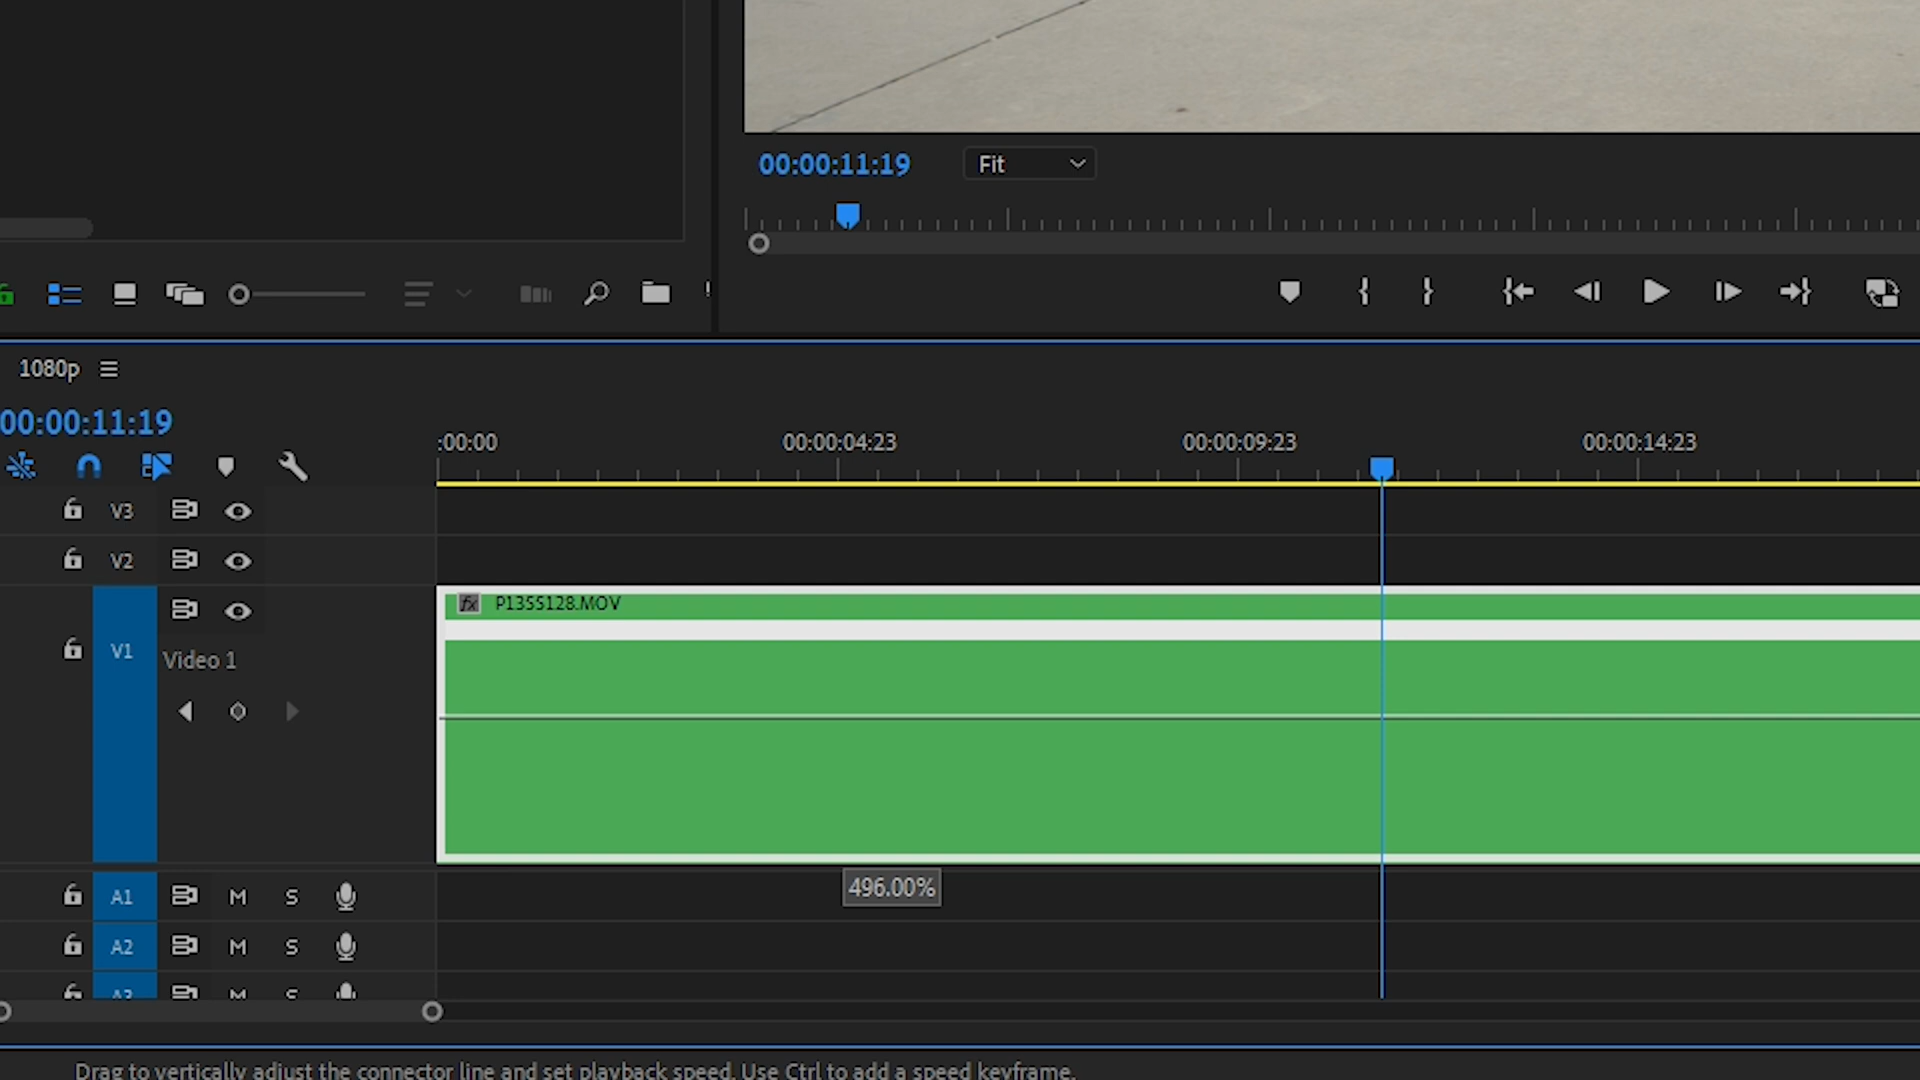 00:00:11:19
Fit
1080p
00:00:11:19
:00:00 00:00:04:23 00:00:09:23 00:00:14:23
V3
V2
fx P1355128.MOV
V1
Video 1
496.00%
A1 M S
A2 M S
A3 M S
Drag to vertically adjust the connector line and set playback speed. Use Ctrl to add a speed keyframe.